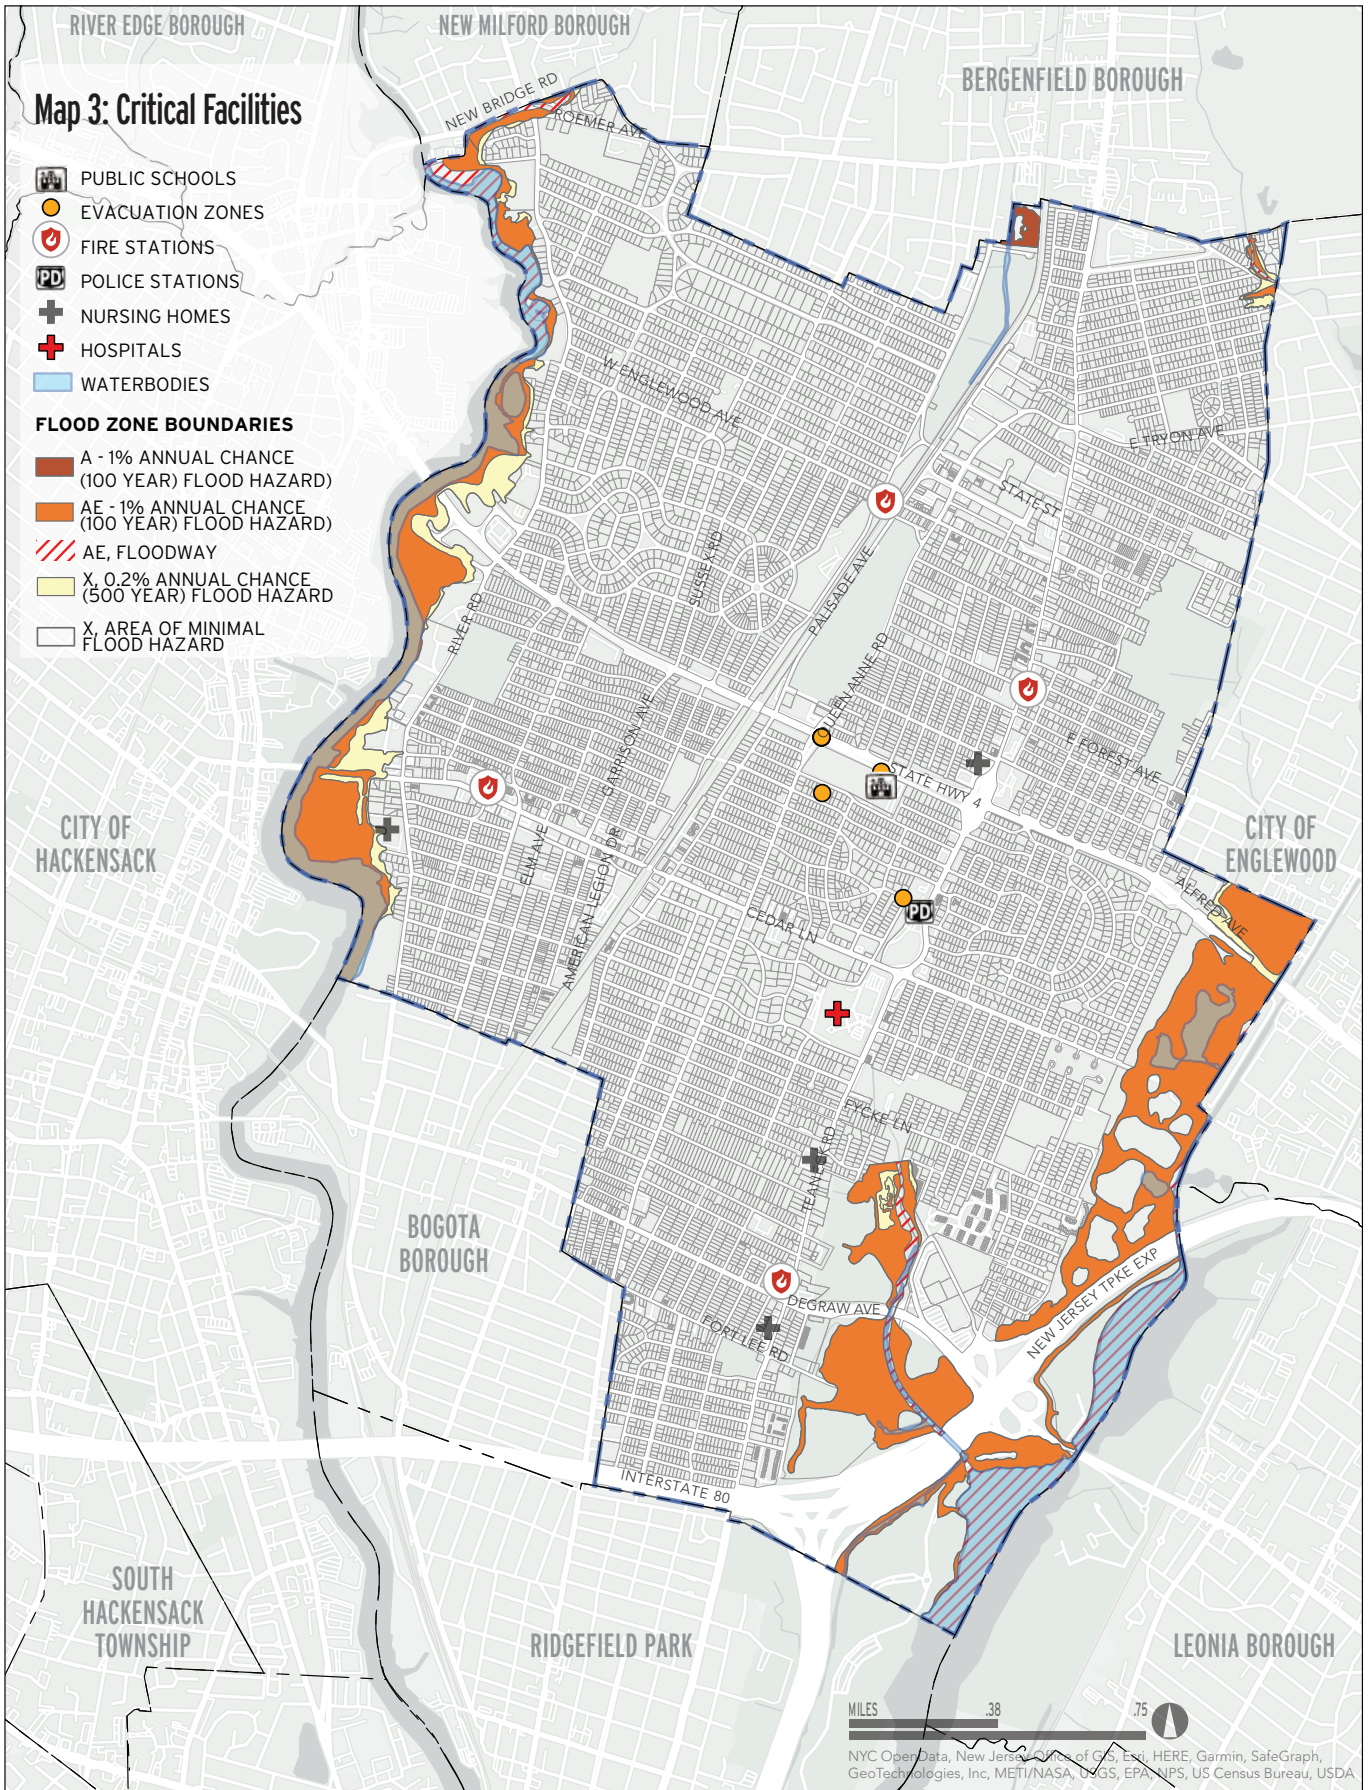 RIVER EDGE BOROUGH
NEW MILFORD BOROUGH
BERGENFIELD BOROUGH
Map 3: Critical Facilities
PUBLIC SCHOOLS
EVACUATION ZONES
FIRE STATIONS
PD
POLICE STATIONS
NURSING HOMES
HOSPITALS
WATERBODIES
FLOOD ZONE BOUNDARIES
A - 1% ANNUAL CHANCE
(100 YEAR) FLOOD HAZARD)
AE - 1% ANNUAL CHANCE
(100 YEAR) FLOOD HAZARD)
AE, FLOODWAY
X, 0.2% ANNUAL CHANCE
(500 YEAR) FLOOD HAZARD
X, AREA OF MINIMAL
FLOOD HAZARD
NEW BRIDGE RD
ROEMER AVE
W ENGLEWOOD AVE
E TRYON AVE
STATE ST
SUSSEX RD
PALISADE AVE
RIVER RD
QUEEN ANNE RD
GARRISON AVE
E FOREST AVE
STATE HWY 4
CITY OF
HACKENSACK
CITY OF
ENGLEWOOD
ELM AVE
AMERICAN LEGION DR
ALFRED AVE
PD
CEDAR LN
FYCKE LN
TEANECK RD
BOGOTA
BOROUGH
DEGRAW AVE
NEW JERSEY TPKE EXP
FORT LEE RD
INTERSTATE 80
SOUTH
HACKENSACK
TOWNSHIP
RIDGEFIELD PARK
LEONIA BOROUGH
MILES .38 .75
NYC OpenData, New Jersey Office of GIS, Esri, HERE, Garmin, SafeGraph,
GeoTechnologies, Inc, METI/NASA, USGS, EPA, NPS, US Census Bureau, USDA